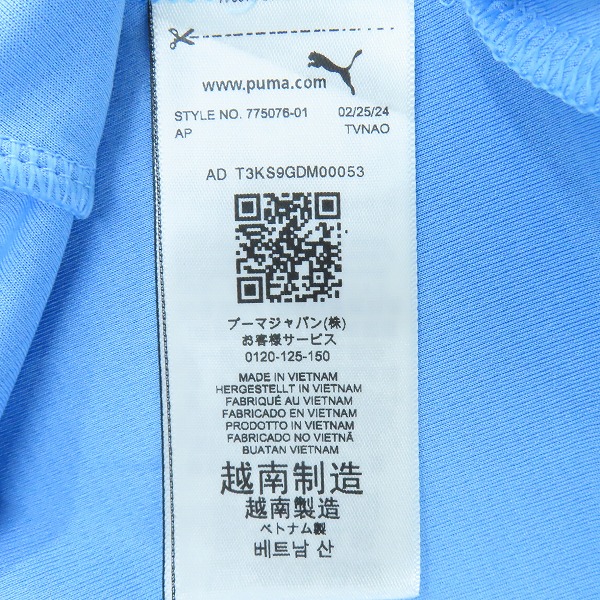 www.puma.com
STYLE NO. 775076-01 02/25/24
AP TVNAO
AD T3KS9GDM00053
プーマジャパン(株)
お客様サービス
0120-125-150
MADE IN VIETNAM
HERGESTELLT IN VIETNAM
FABRIQUÉ AU VIETNAM
FABRICADO EN VIETNAM
PRODOTTO IN VIETNAM
FABRICADO NO VIETNÃ
BUATAN VIETNAM
越南制造
越南製造
ベトナム製
베트남 산